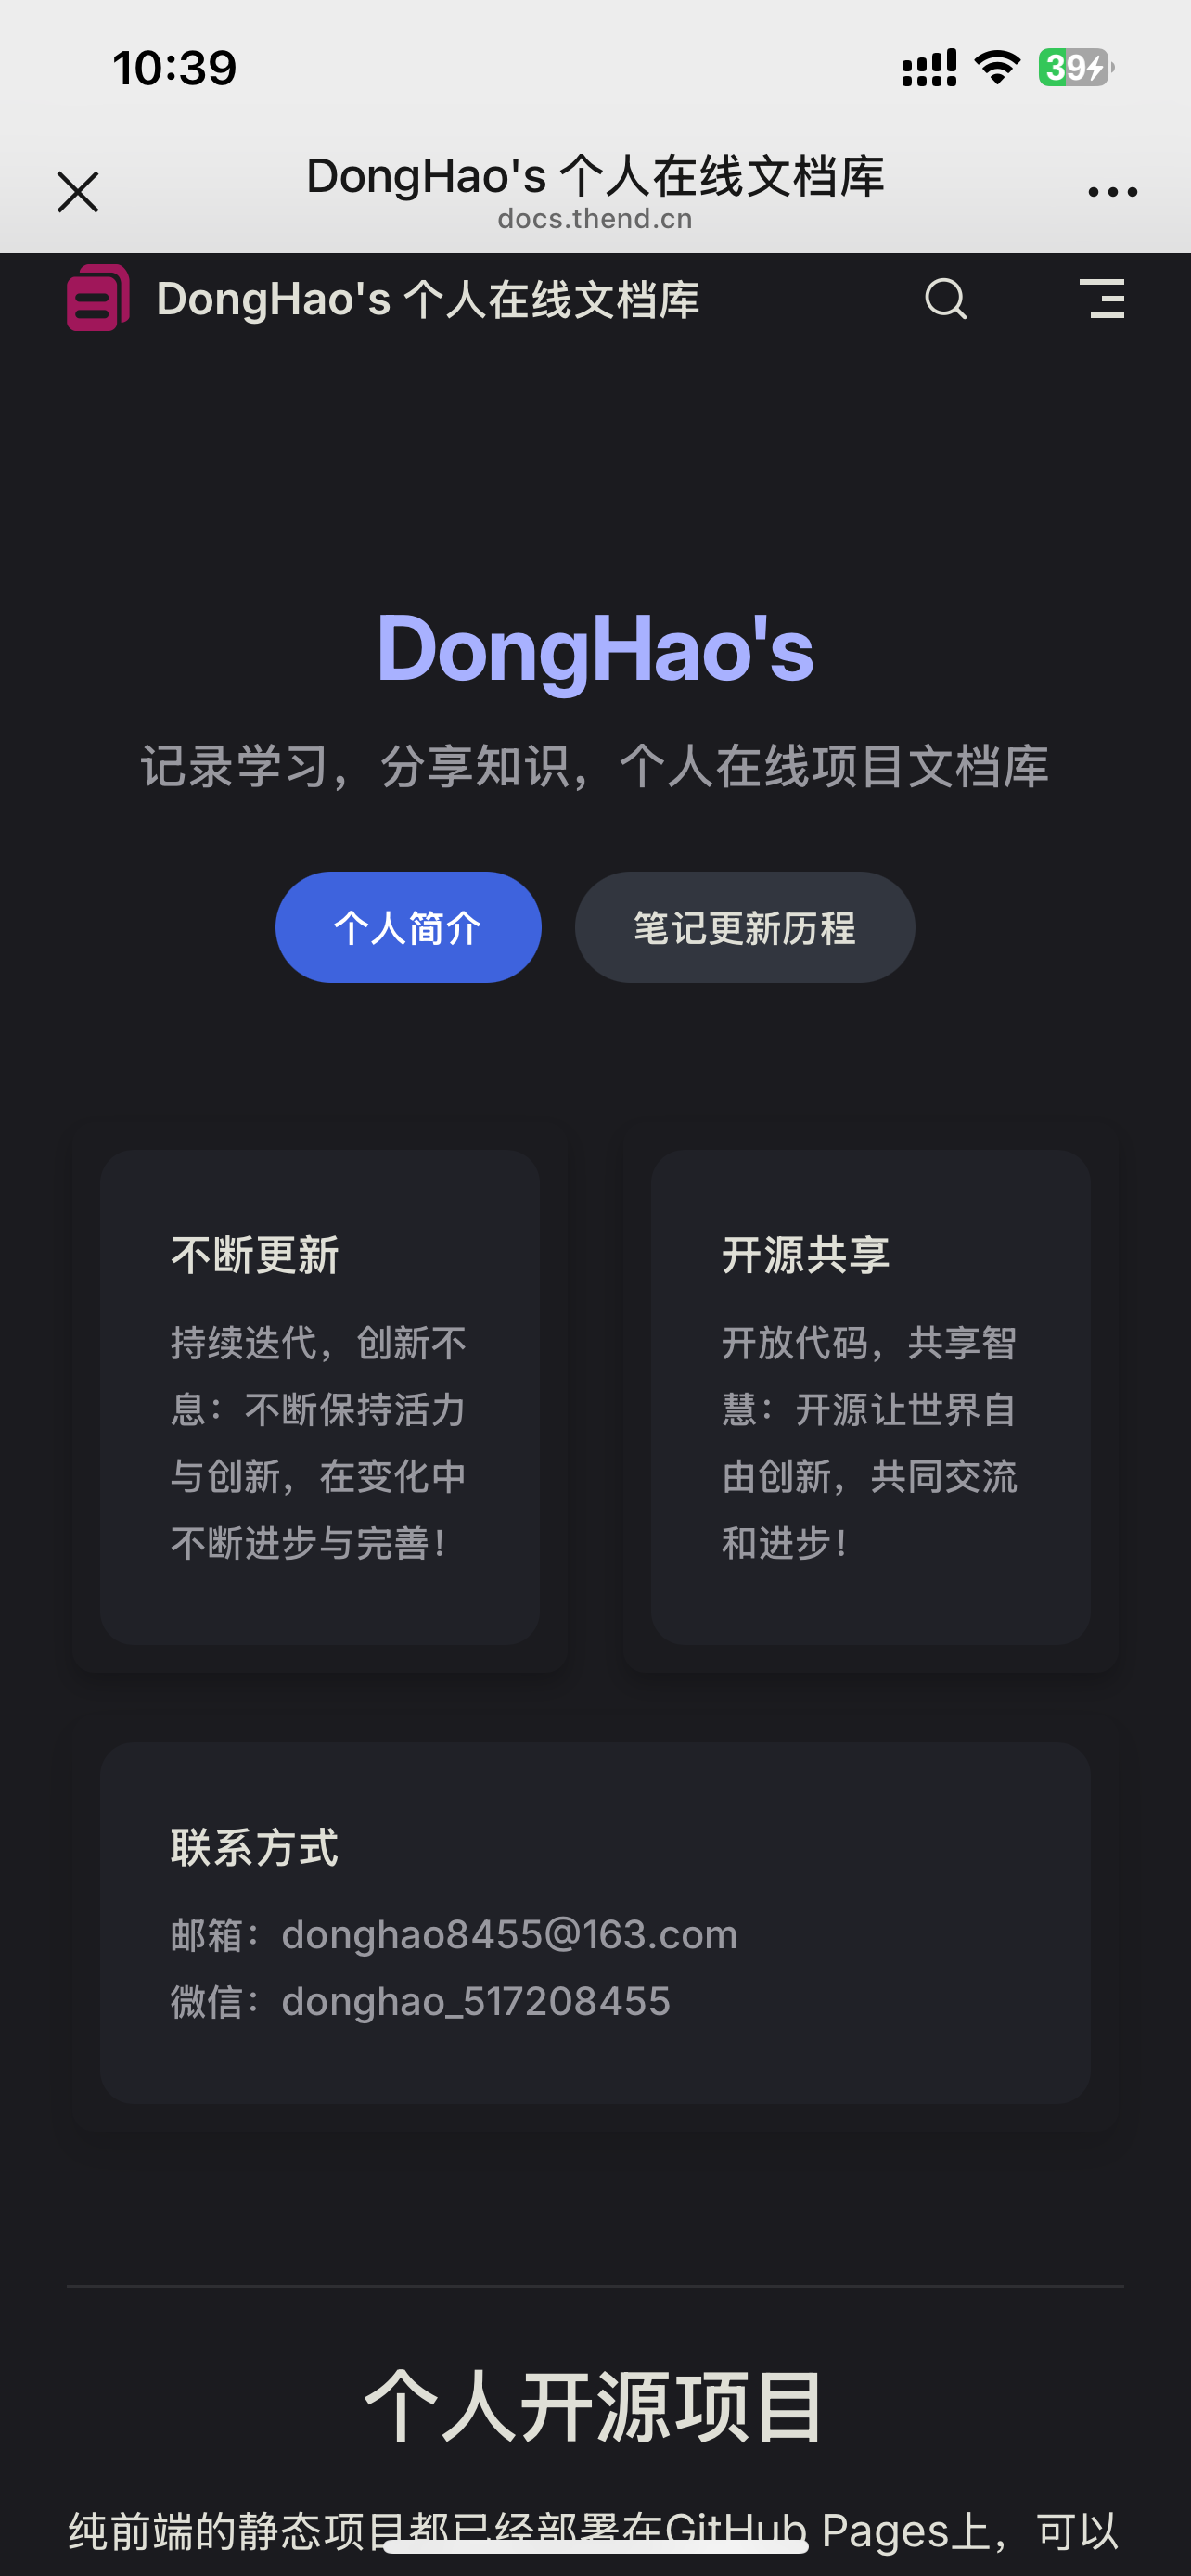 10:39
39
DongHao's 个人在线文档库
docs.thend.cn
DongHao's 个人在线文档库
DongHao's
记录学习，分享知识，个人在线项目文档库
个人简介
笔记更新历程
不断更新
持续迭代，创新不
息：不断保持活力
与创新，在变化中
不断进步与完善！
开源共享
开放代码，共享智
慧：开源让世界自
由创新，共同交流
和进步！
联系方式
邮箱：donghao8455@163.com
微信：donghao_517208455
个人开源项目
纯前端的静态项目都已经部署在GitHub Pages上，可以